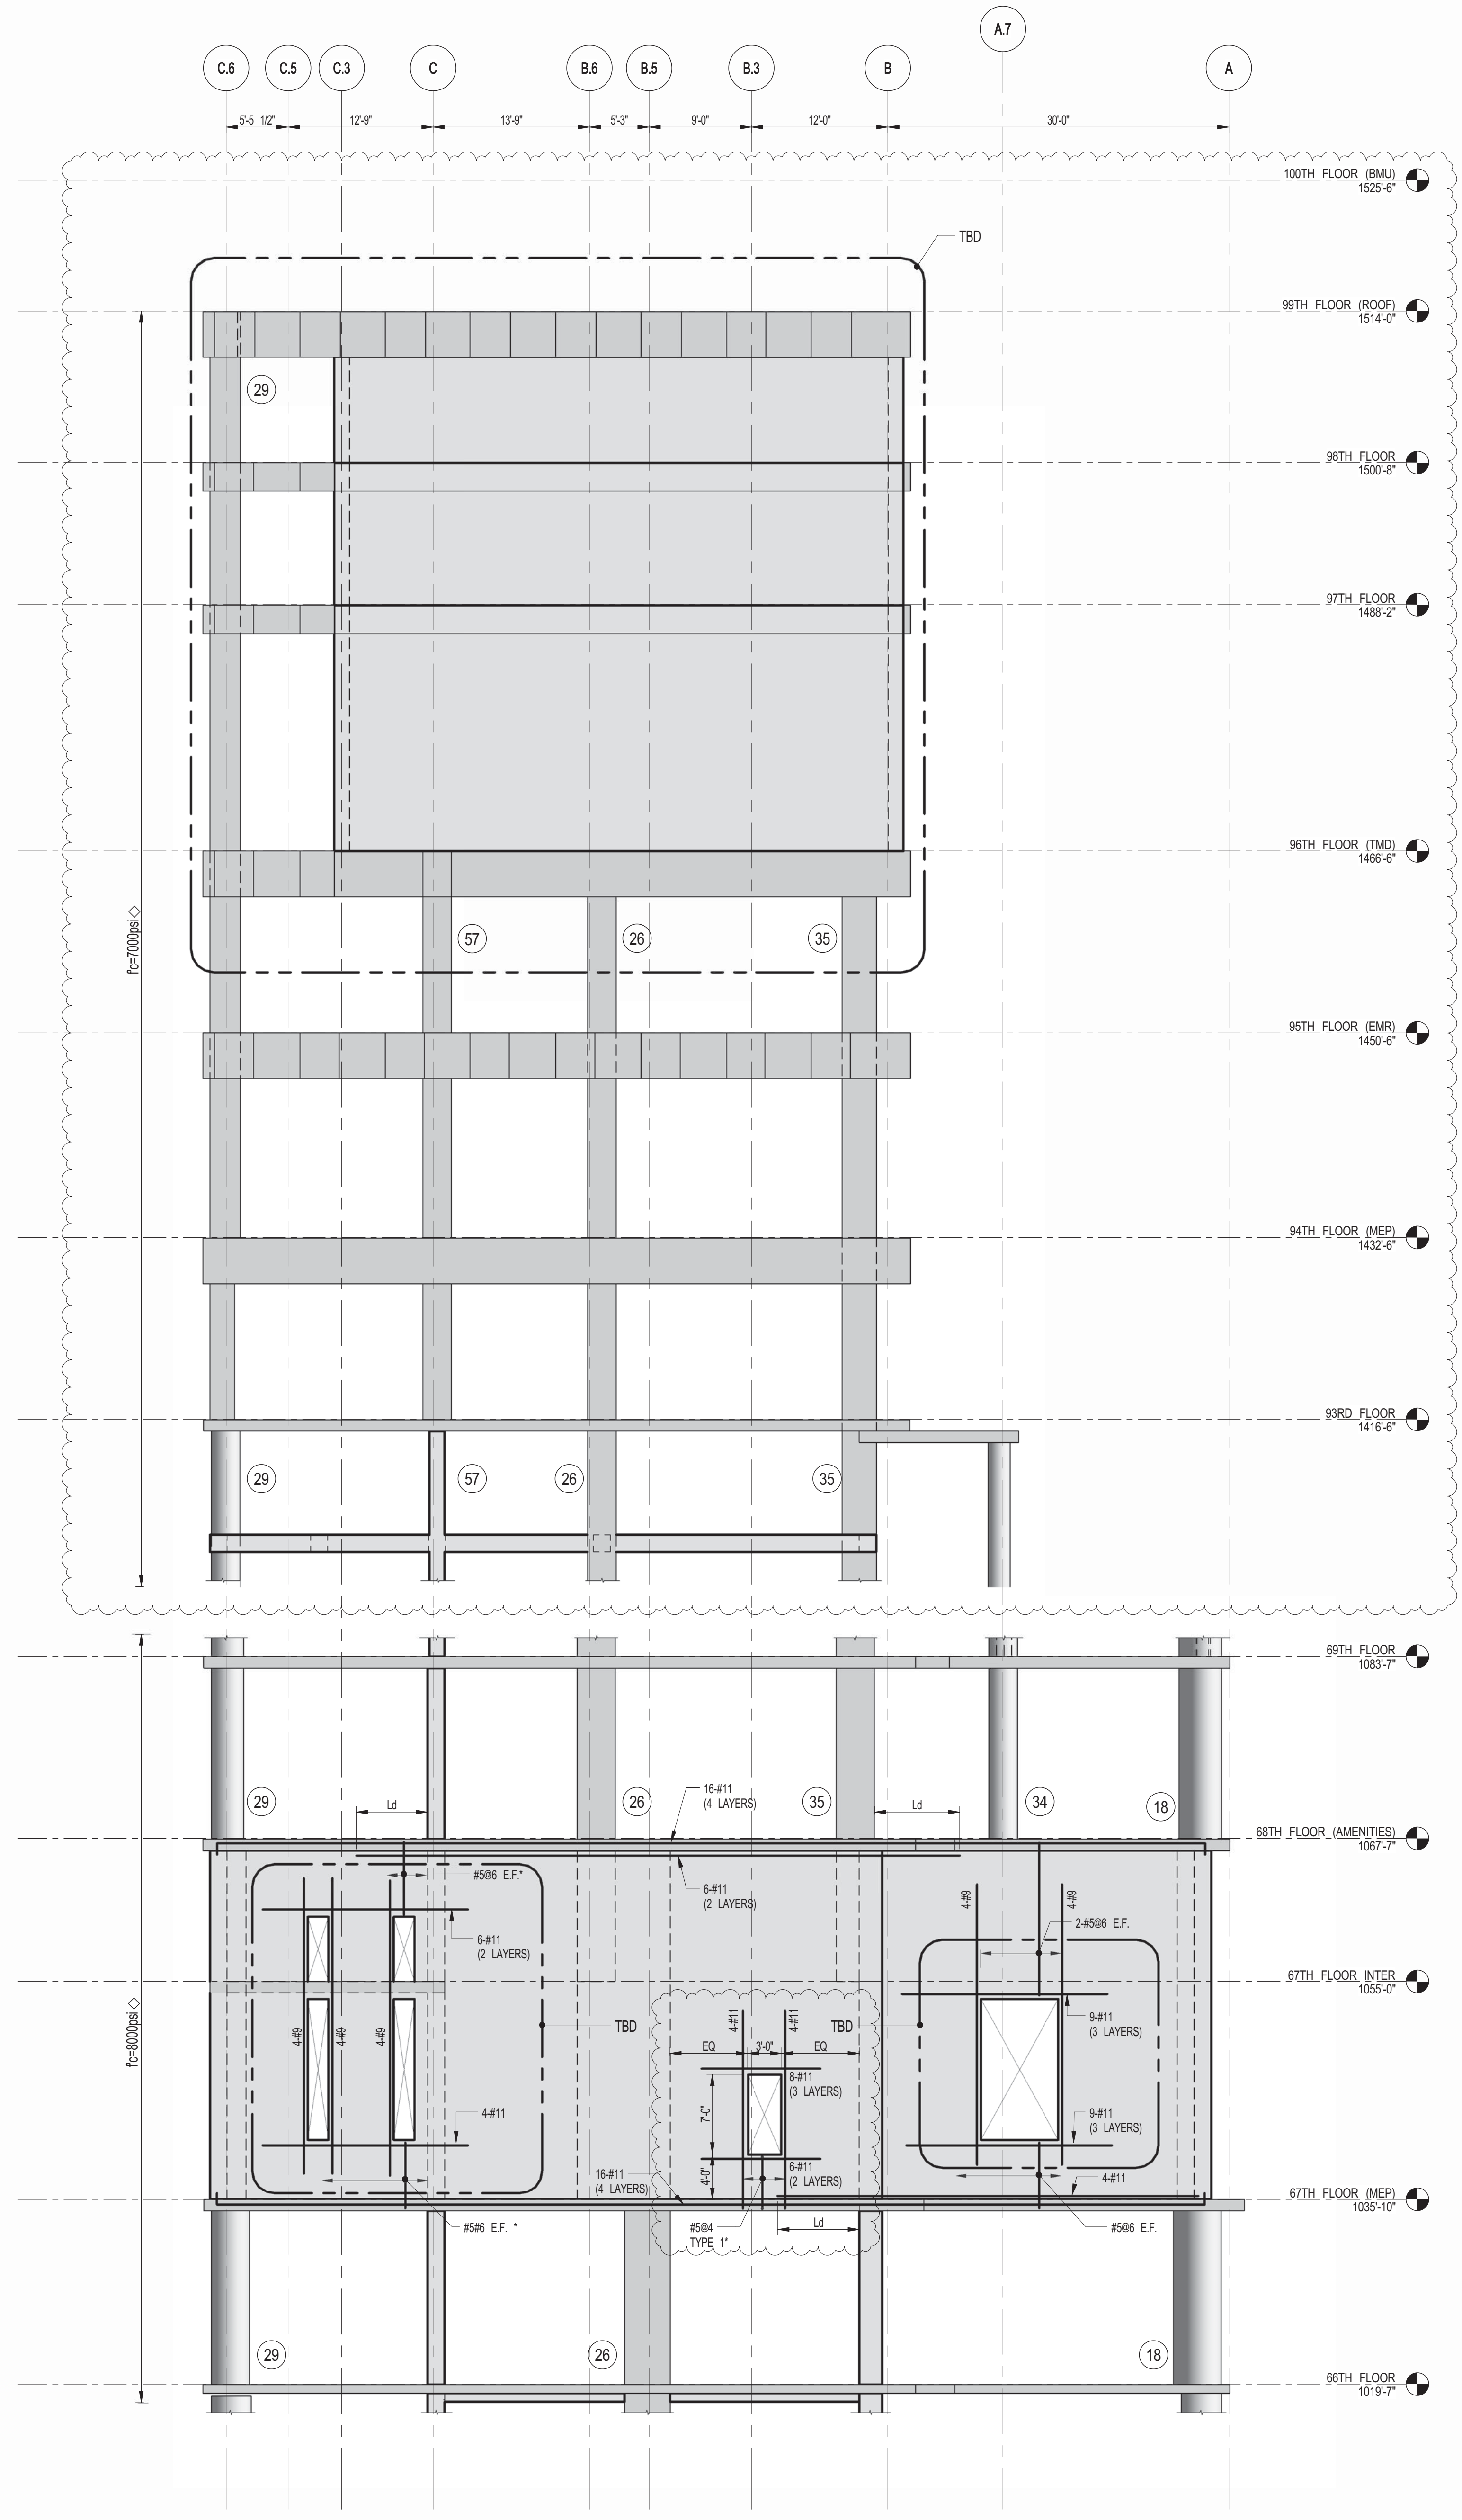 A.7
C.6 C.5 C.3 C B.6 B.5 B.3 B A
5'-5 1/2" 12'-9" 13'-9" 5'-3" 9'-0" 12'-0" 30'-0"
100TH FLOOR (BMU)
1525'-6"
TBD
99TH FLOOR (ROOF)
1514'-0"
29
98TH FLOOR
1500'-8"
97TH FLOOR
1488'-2"
96TH FLOOR (TMD)
1466'-6"
f'c=7000psi◇
57 26 35
95TH FLOOR (EMR)
1450'-6"
94TH FLOOR (MEP)
1432'-6"
93RD FLOOR
1416'-6"
29 57 26 35
69TH FLOOR
1083'-7"
29 26 35 34 18
16-#11
(4 LAYERS)
Ld Ld
68TH FLOOR (AMENITIES)
1067'-7"
#5@6 E.F.*
6-#11
(2 LAYERS)
4-#9 4-#9
2-#5@6 E.F.
6-#11
(2 LAYERS)
67TH FLOOR INTER
1055'-0"
f'c=8000psi◇
4-#9 4-#9 4-#9
TBD
4-#11 4-#11
TBD
9-#11
(3 LAYERS)
EQ 3'-0" EQ
8-#11
(3 LAYERS)
7'-0"
4-#11
9-#11
(3 LAYERS)
4'-0"
16-#11
(4 LAYERS)
6-#11
(2 LAYERS)
4-#11
67TH FLOOR (MEP)
1035'-10"
#5#6 E.F. *
#5@4
TYPE 1*
Ld
#5@6 E.F.
29 26 18
66TH FLOOR
1019'-7"